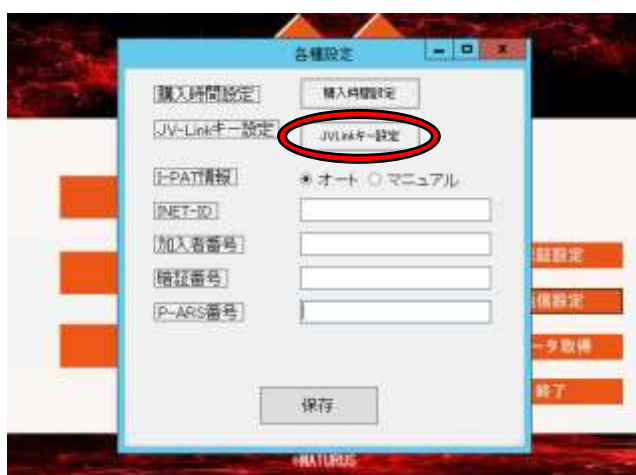 各種設定
購入時間設定
購入時間設定
JV-Linkキー設定
JVLinkキー設定
I-PAT情報
オート
マニュアル
INET-ID
加入者番号
暗証番号
P-ARS番号
保存
証設定
信設定
ータ取得
終了